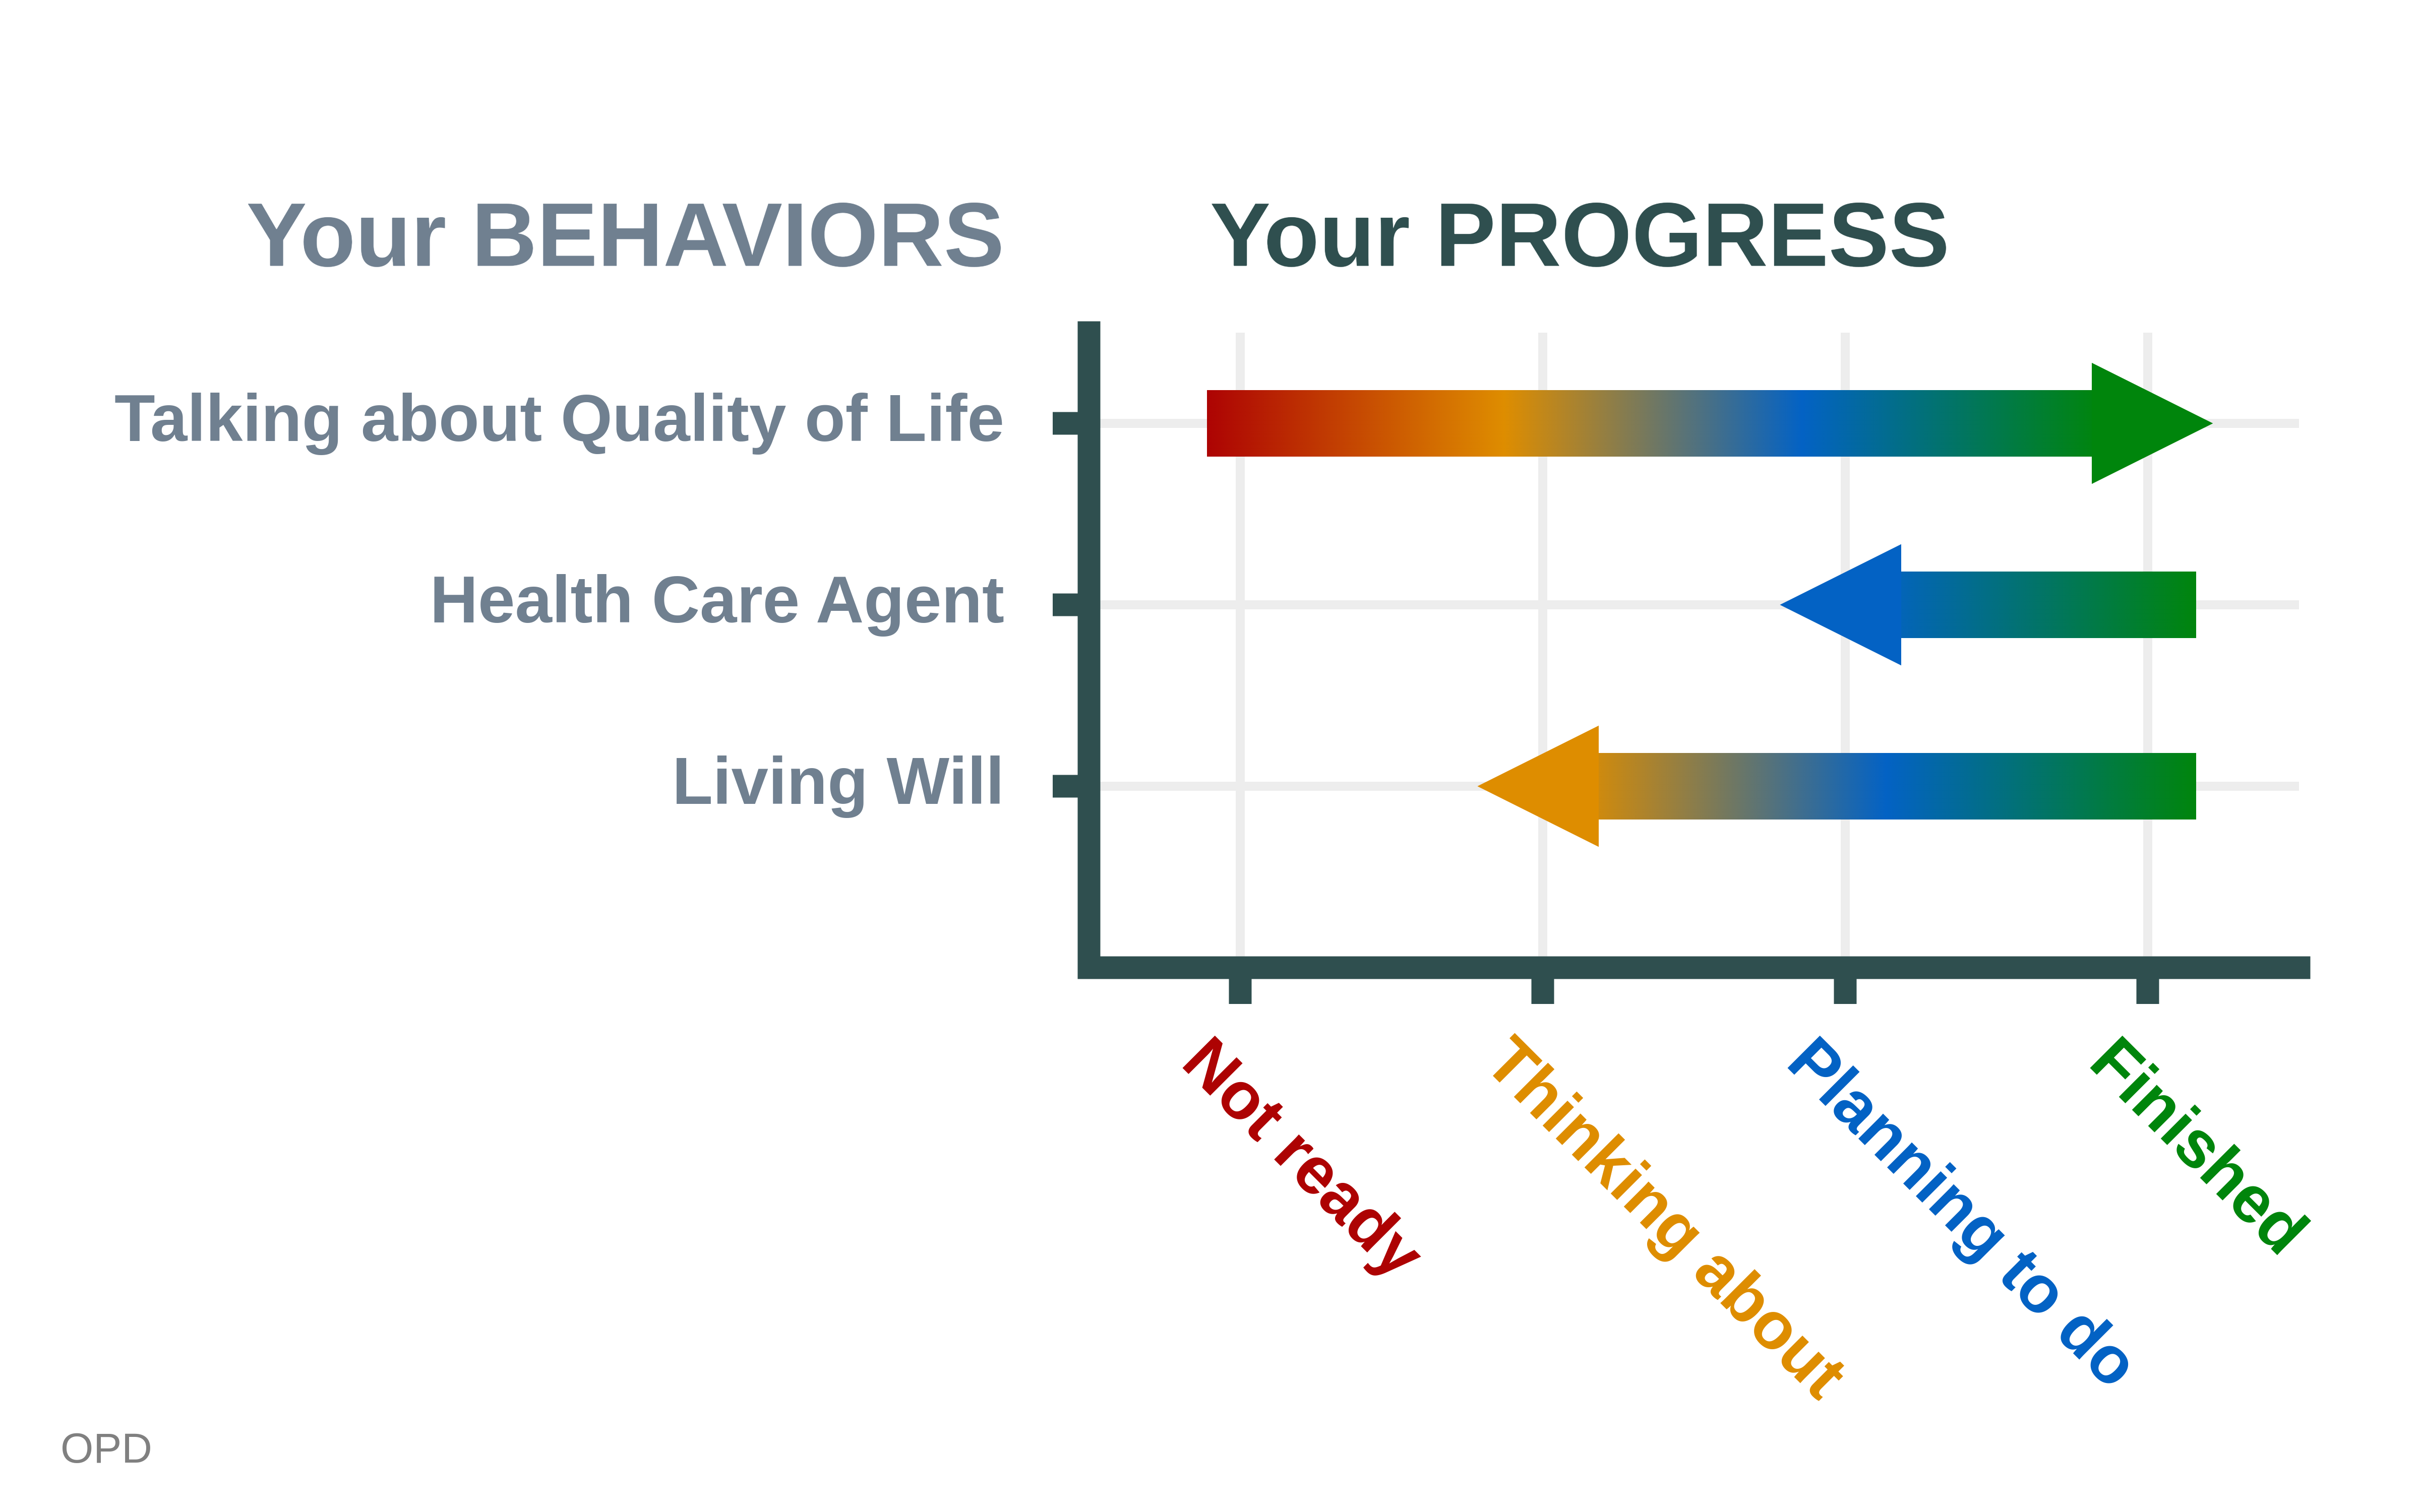 Your BEHAVIORS
Your PROGRESS
Talking about Quality of Life
Health Care Agent
Living Will
Not ready
Thinking about
Planning to do
Finished
OPD